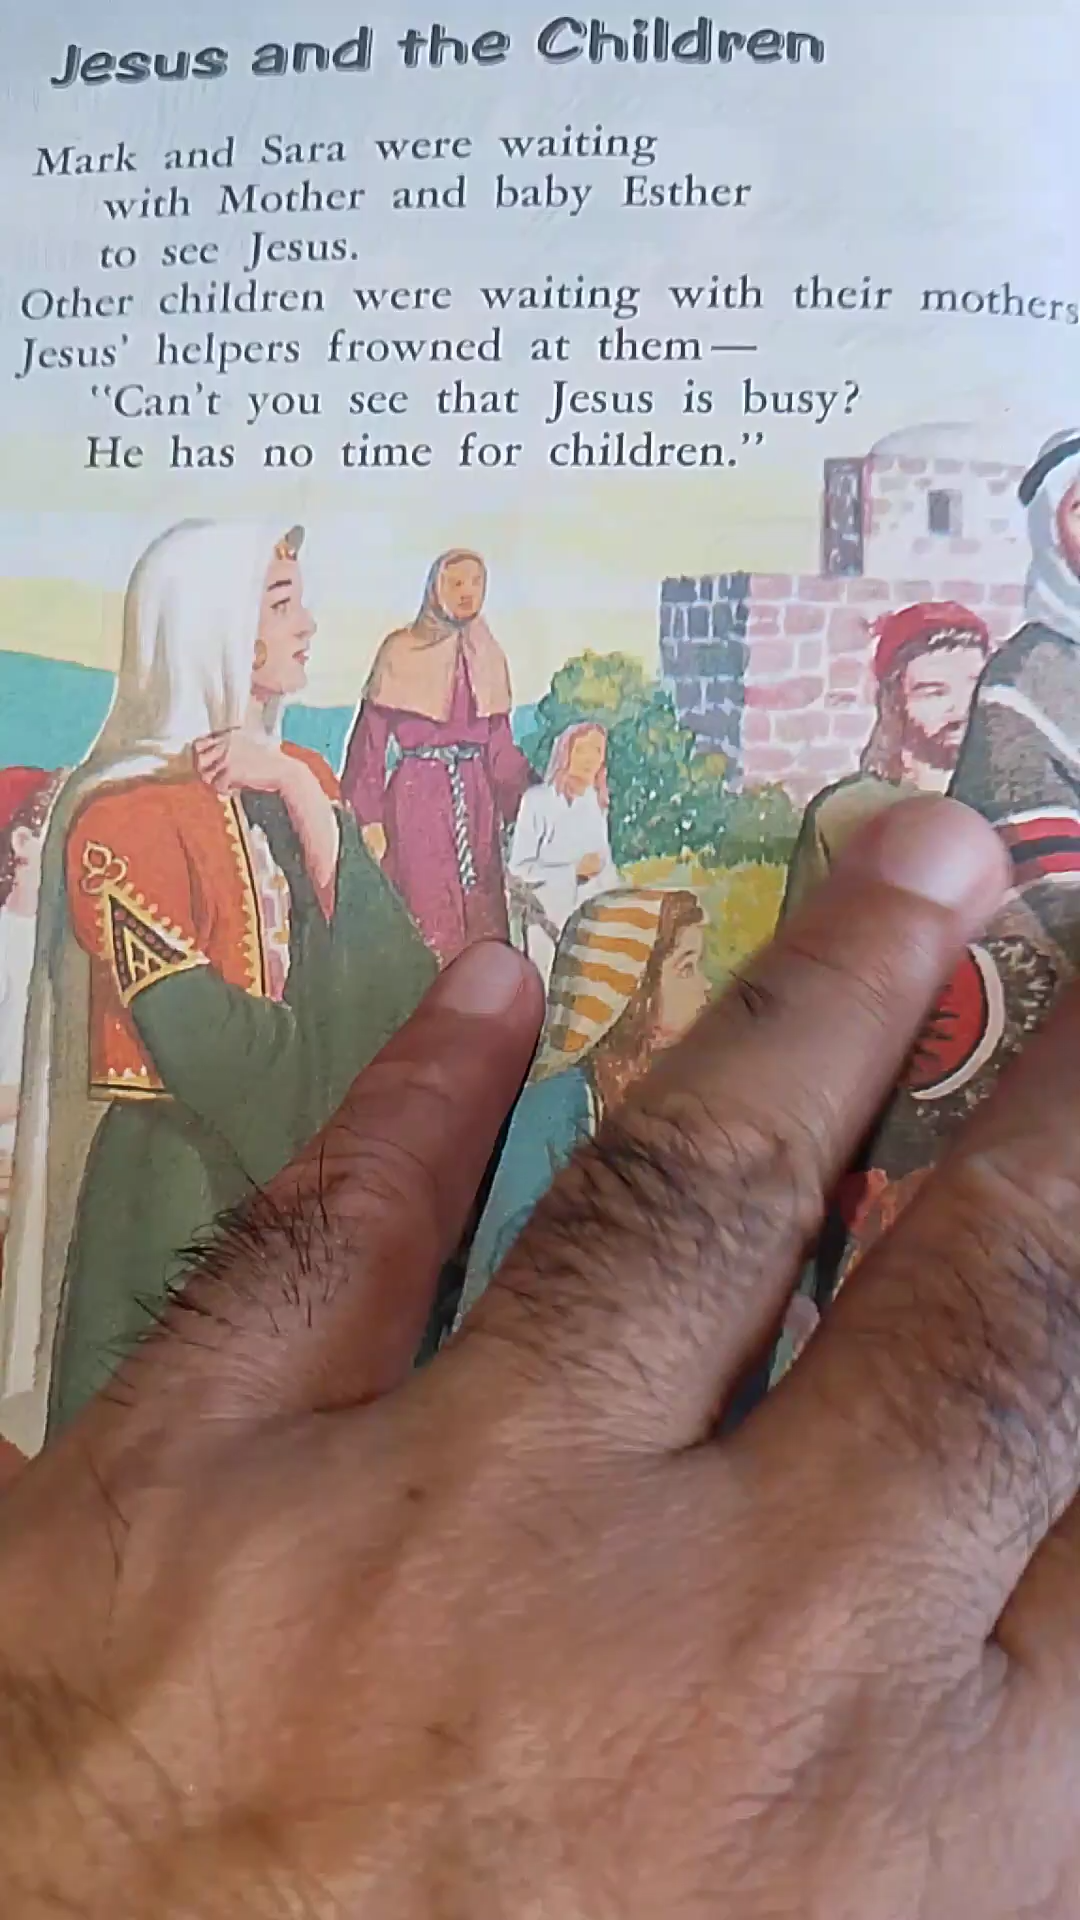 Jesus and the Children
Mark and Sara were waiting
with Mother and baby Esther
to see Jesus.
Other children were waiting with their mothers
Jesus' helpers frowned at them—
"Can't you see that Jesus is busy?
He has no time for children."